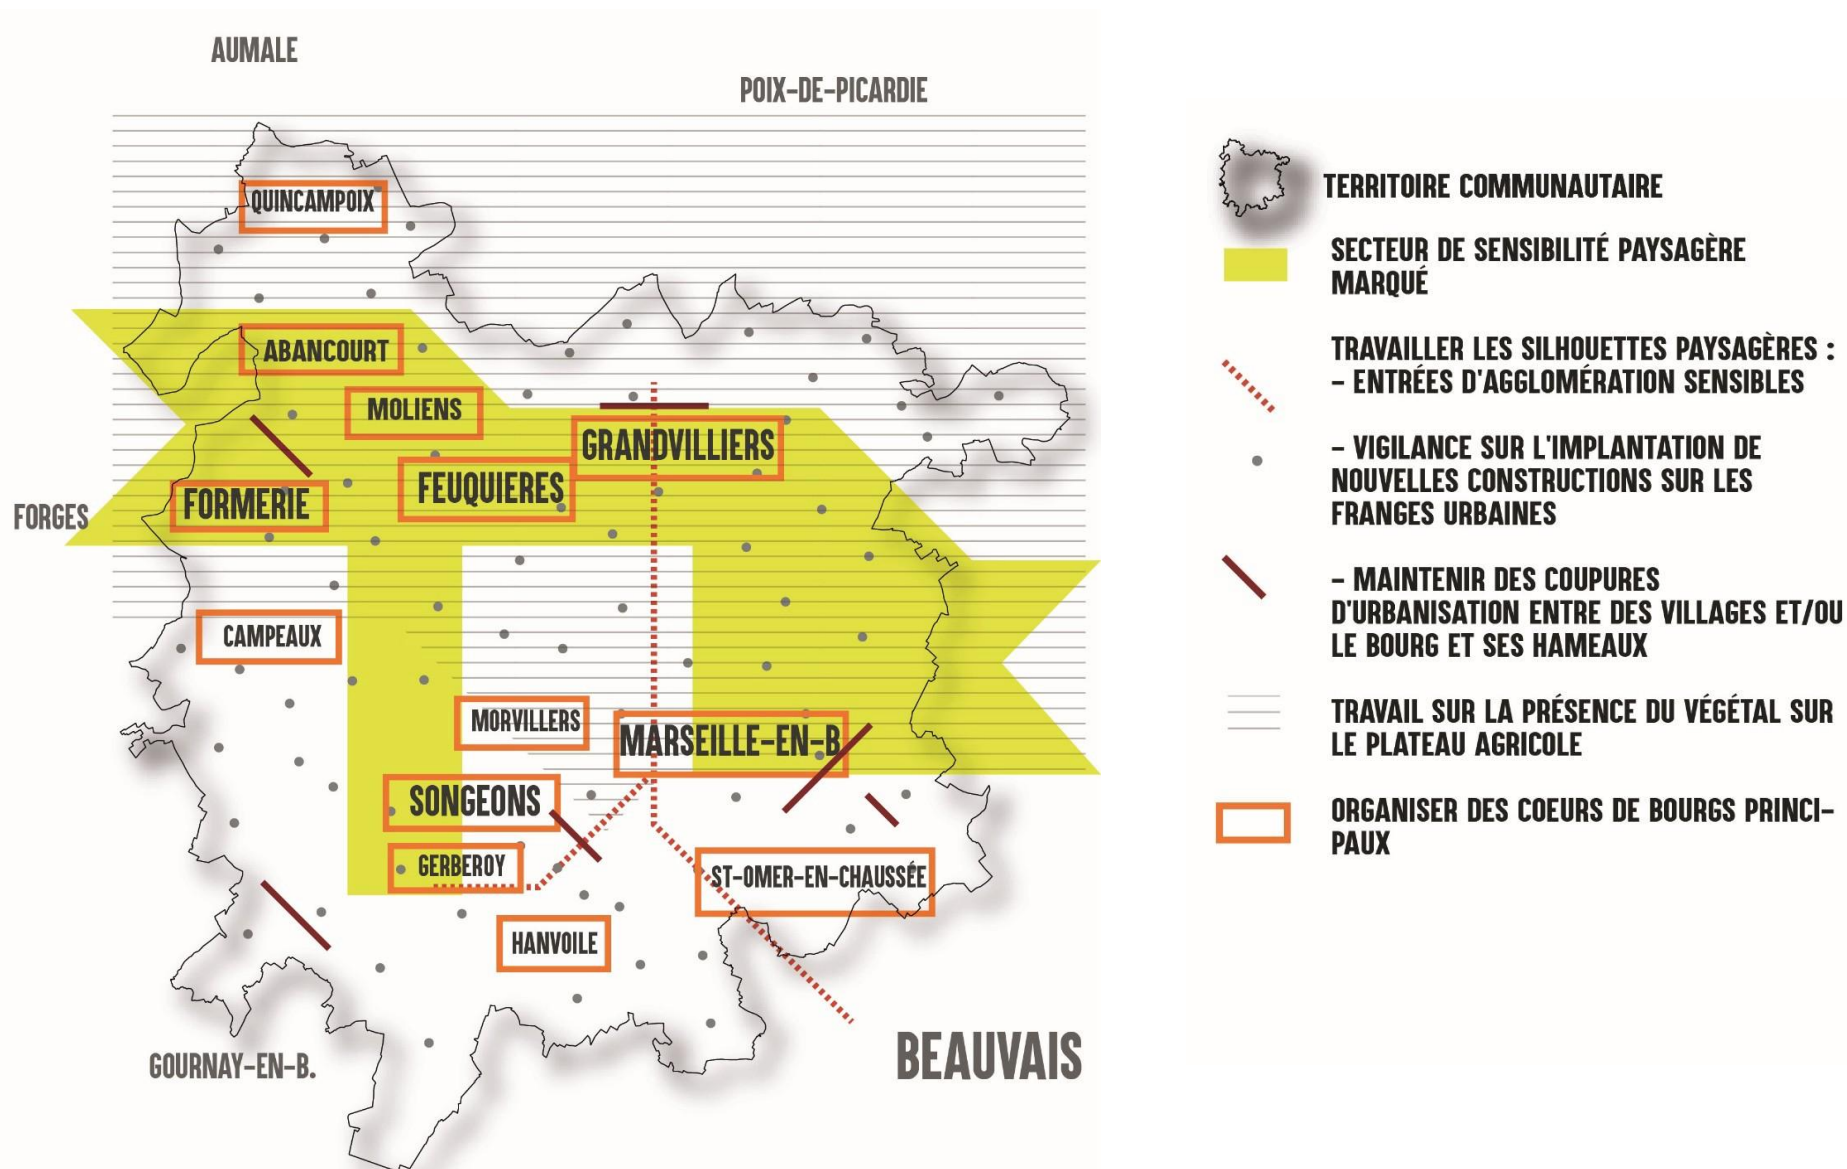 AUMALE
POIX-DE-PICARDIE
QUINCAMPOIX
ABANCOURT
MOLIENS
GRANDVILLIERS
FEUQUIERES
FORMERIE
FORGES
CAMPEAUX
MORVILLERS
MARSEILLE-EN-B
SONGEONS
GERBEROY
ST-OMER-EN-CHAUSSÉE
HANVOILE
GOURNAY-EN-B.
BEAUVAIS
TERRITOIRE COMMUNAUTAIRE
SECTEUR DE SENSIBILITÉ PAYSAGÈRE
MARQUÉ
TRAVAILLER LES SILHOUETTES PAYSAGÈRES :
- ENTRÉES D'AGGLOMÉRATION SENSIBLES
- VIGILANCE SUR L'IMPLANTATION DE
NOUVELLES CONSTRUCTIONS SUR LES
FRANGES URBAINES
- MAINTENIR DES COUPURES
D'URBANISATION ENTRE DES VILLAGES ET/OU
LE BOURG ET SES HAMEAUX
TRAVAIL SUR LA PRÉSENCE DU VÉGÉTAL SUR
LE PLATEAU AGRICOLE
ORGANISER DES COEURS DE BOURGS PRINCI-
PAUX